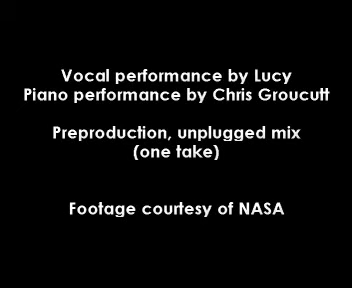 Vocal performance by Lucy
Piano performance by Chris Groucutt
Preproduction, unplugged mix
(one take)
Footage courtesy of NASA